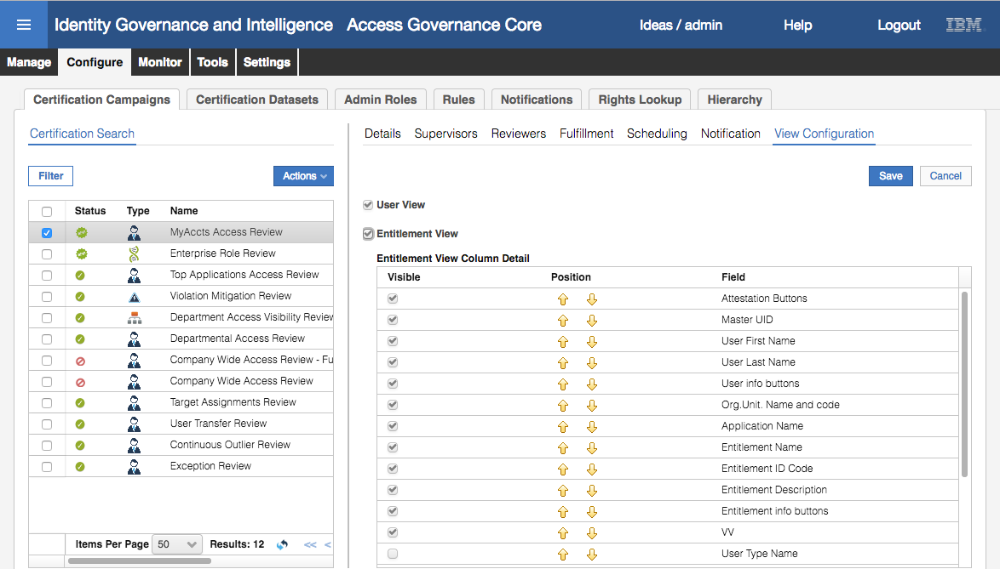 Identity Governance and Intelligence Access Governance Core Ideas / admin Help Logout IBM
Manage Configure Monitor Tools Settings
Certification Campaigns Certification Datasets Admin Roles Rules Notifications Rights Lookup Hierarchy
Certification Search
Filter Actions
Status Type Name
MyAccts Access Review
Enterprise Role Review
Top Applications Access Review
Violation Mitigation Review
Department Access Visibility Review
Departmental Access Review
Company Wide Access Review - Fu
Company Wide Access Review
Target Assignments Review
User Transfer Review
Continuous Outlier Review
Exception Review
Items Per Page 50 Results: 12 << <
Details Supervisors Reviewers Fulfillment Scheduling Notification View Configuration
Save Cancel
User View
Entitlement View
Entitlement View Column Detail
Visible Position Field
Attestation Buttons
Master UID
User First Name
User Last Name
User info buttons
Org.Unit. Name and code
Application Name
Entitlement Name
Entitlement ID Code
Entitlement Description
Entitlement info buttons
VV
User Type Name